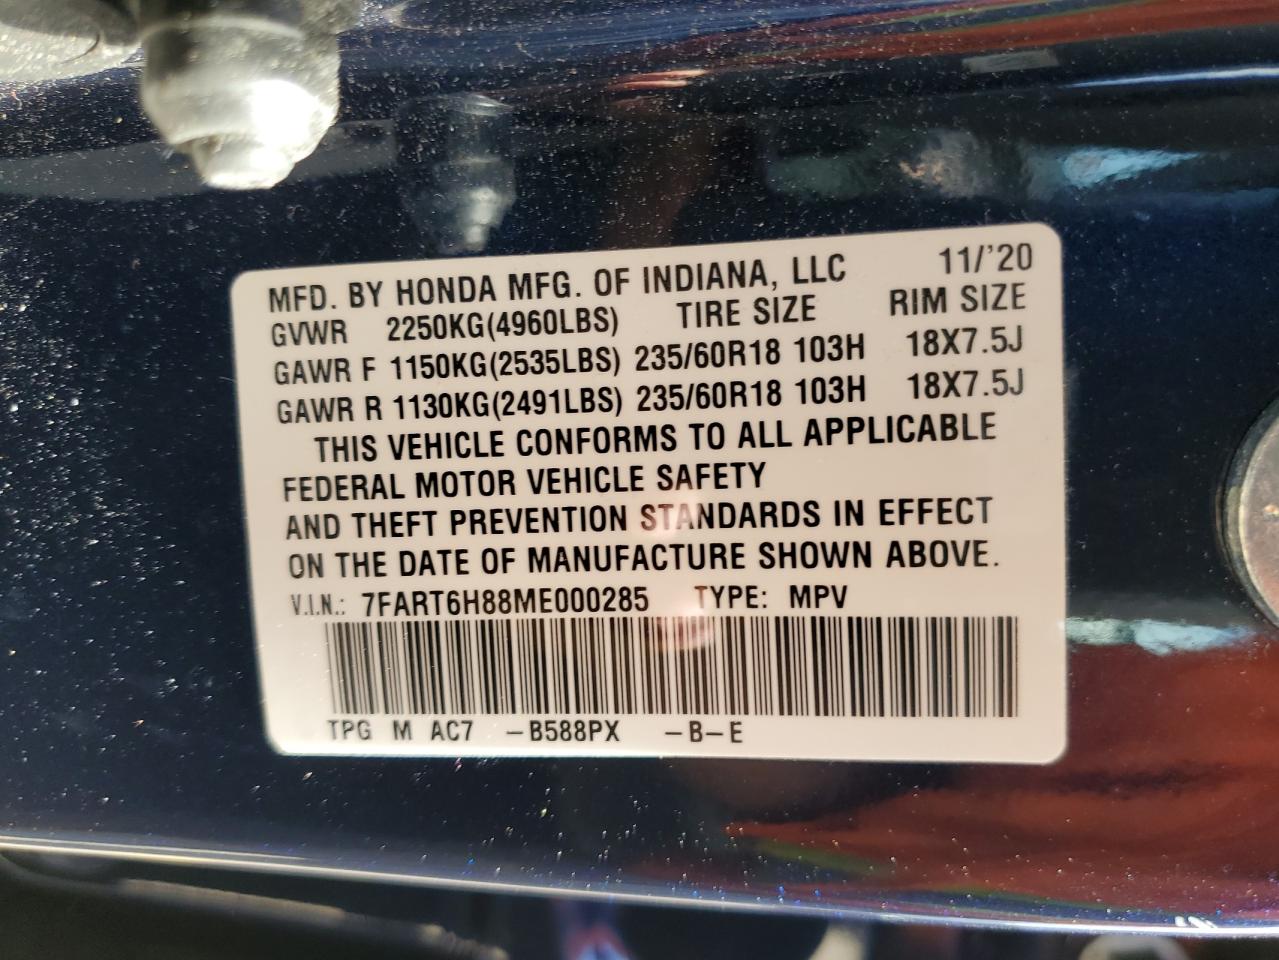 MFD. BY HONDA MFG. OF INDIANA, LLC 11/'20
GVWR 2250KG(4960LBS) TIRE SIZE RIM SIZE
GAWR F 1150KG(2535LBS) 235/60R18 103H 18X7.5J
GAWR R 1130KG(2491LBS) 235/60R18 103H 18X7.5J
THIS VEHICLE CONFORMS TO ALL APPLICABLE
FEDERAL MOTOR VEHICLE SAFETY
AND THEFT PREVENTION STANDARDS IN EFFECT
ON THE DATE OF MANUFACTURE SHOWN ABOVE.
V.I.N.: 7FART6H88ME000285 TYPE: MPV
TPG M AC7 -B588PX -B-E